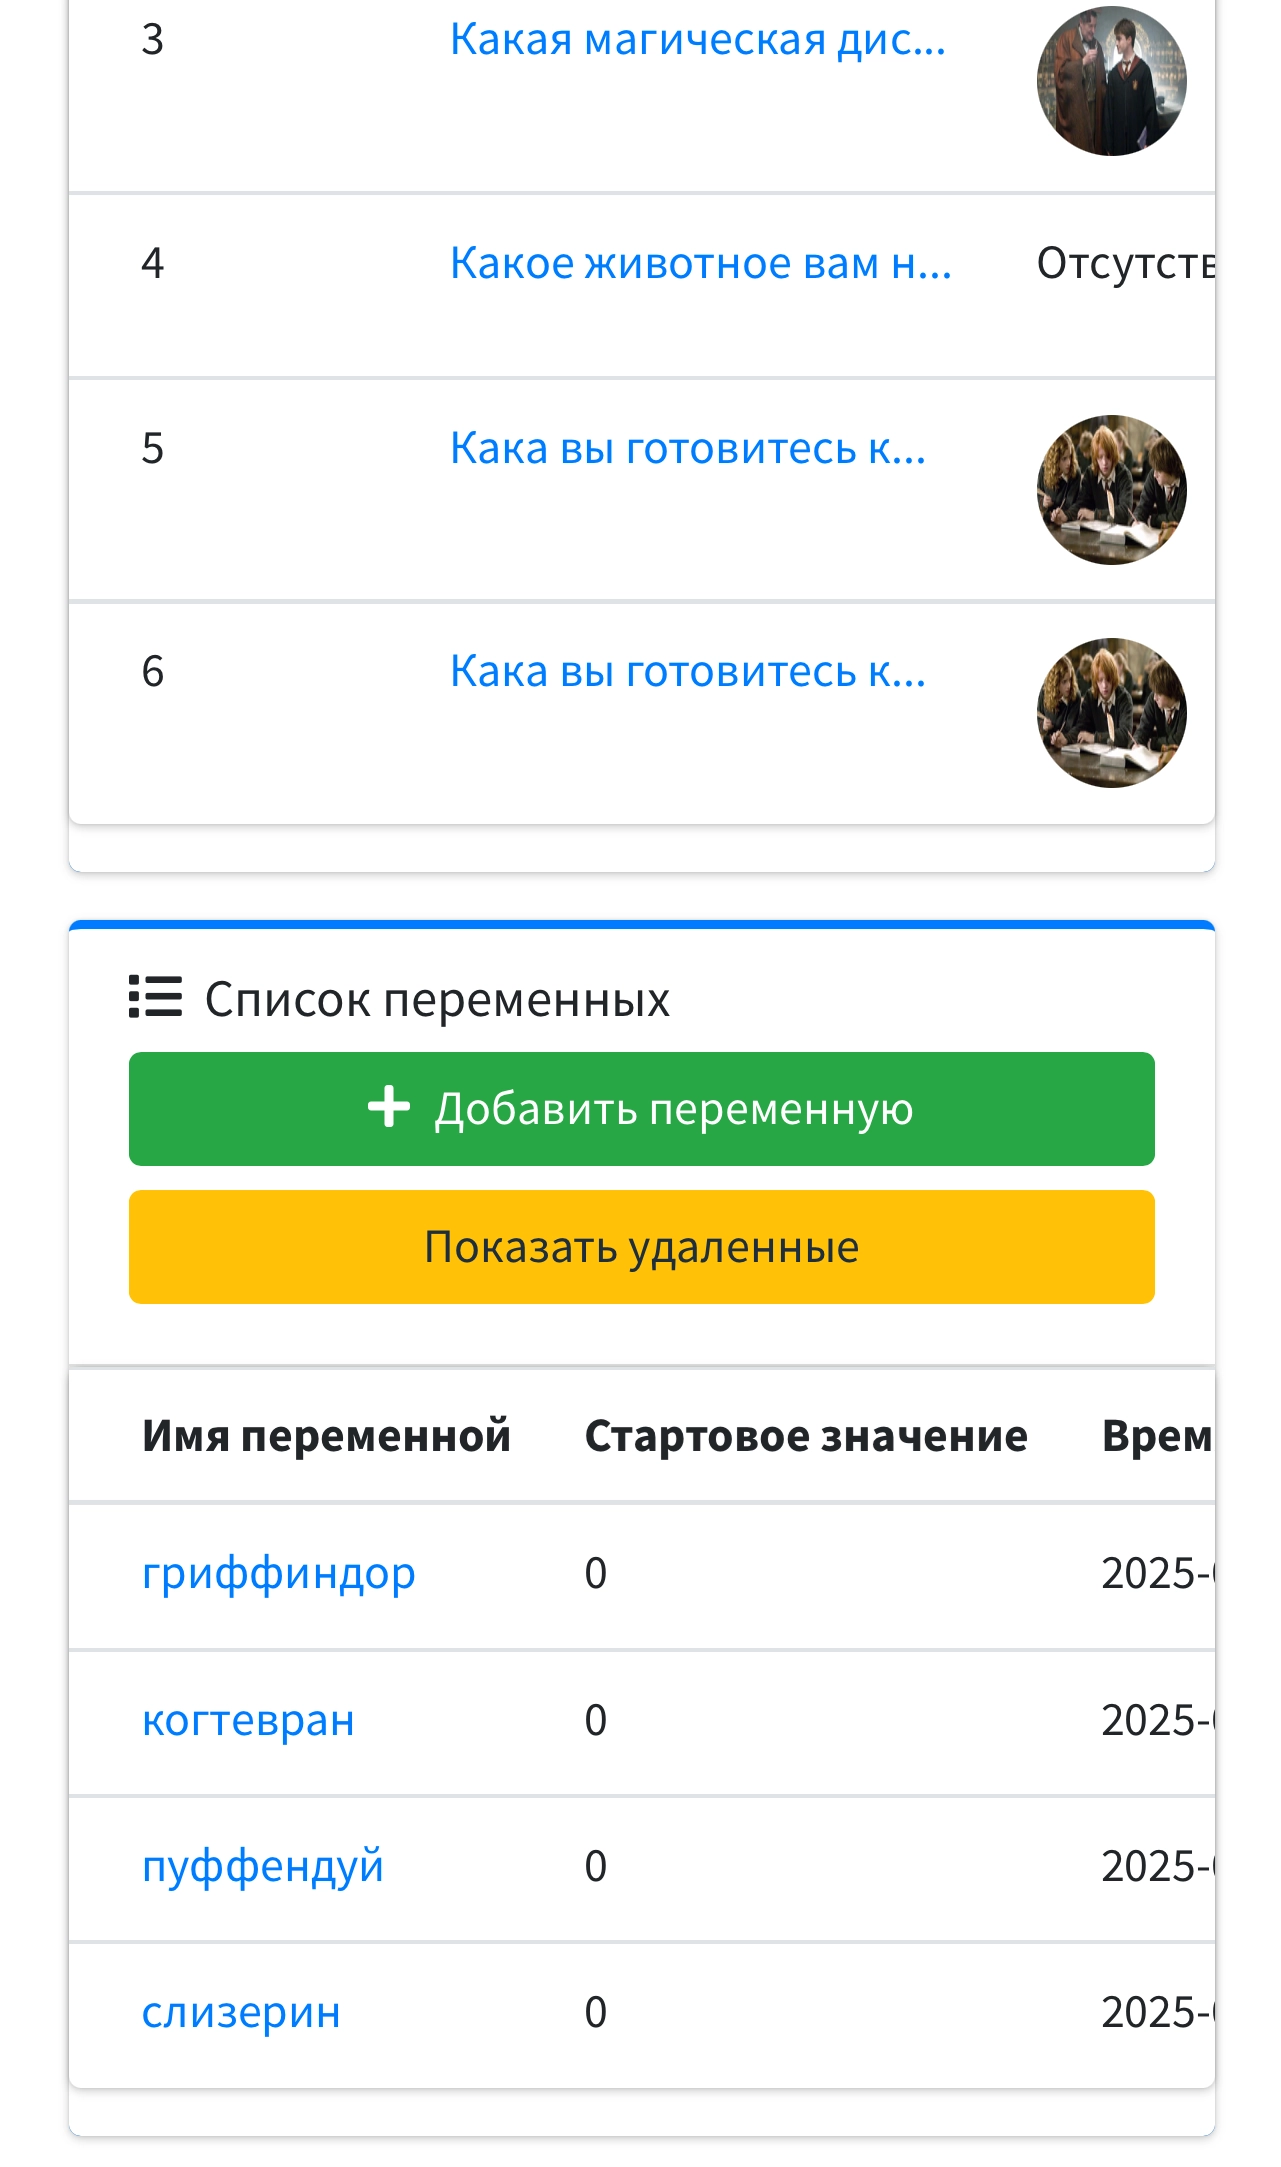 3 Какая магическая дис...
4 Какое животное вам н... Отсутств
5 Кака вы готовитесь к...
6 Кака вы готовитесь к...
Список переменных
Добавить переменную
Показать удаленные
Имя переменной Стартовое значение Врем
гриффиндор 0 2025-
когтевран 0 2025-
пуффендуй 0 2025-
слизерин 0 2025-